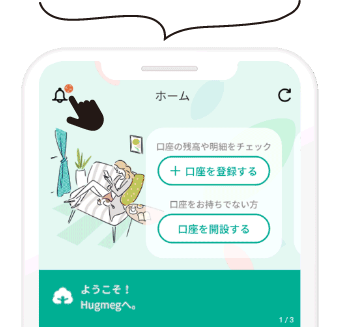 ホーム
口座の残高や明細をチェック
＋ 口座を登録する
口座をお持ちでない方
口座を開設する
ようこそ！
Hugmegへ。
1 / 3